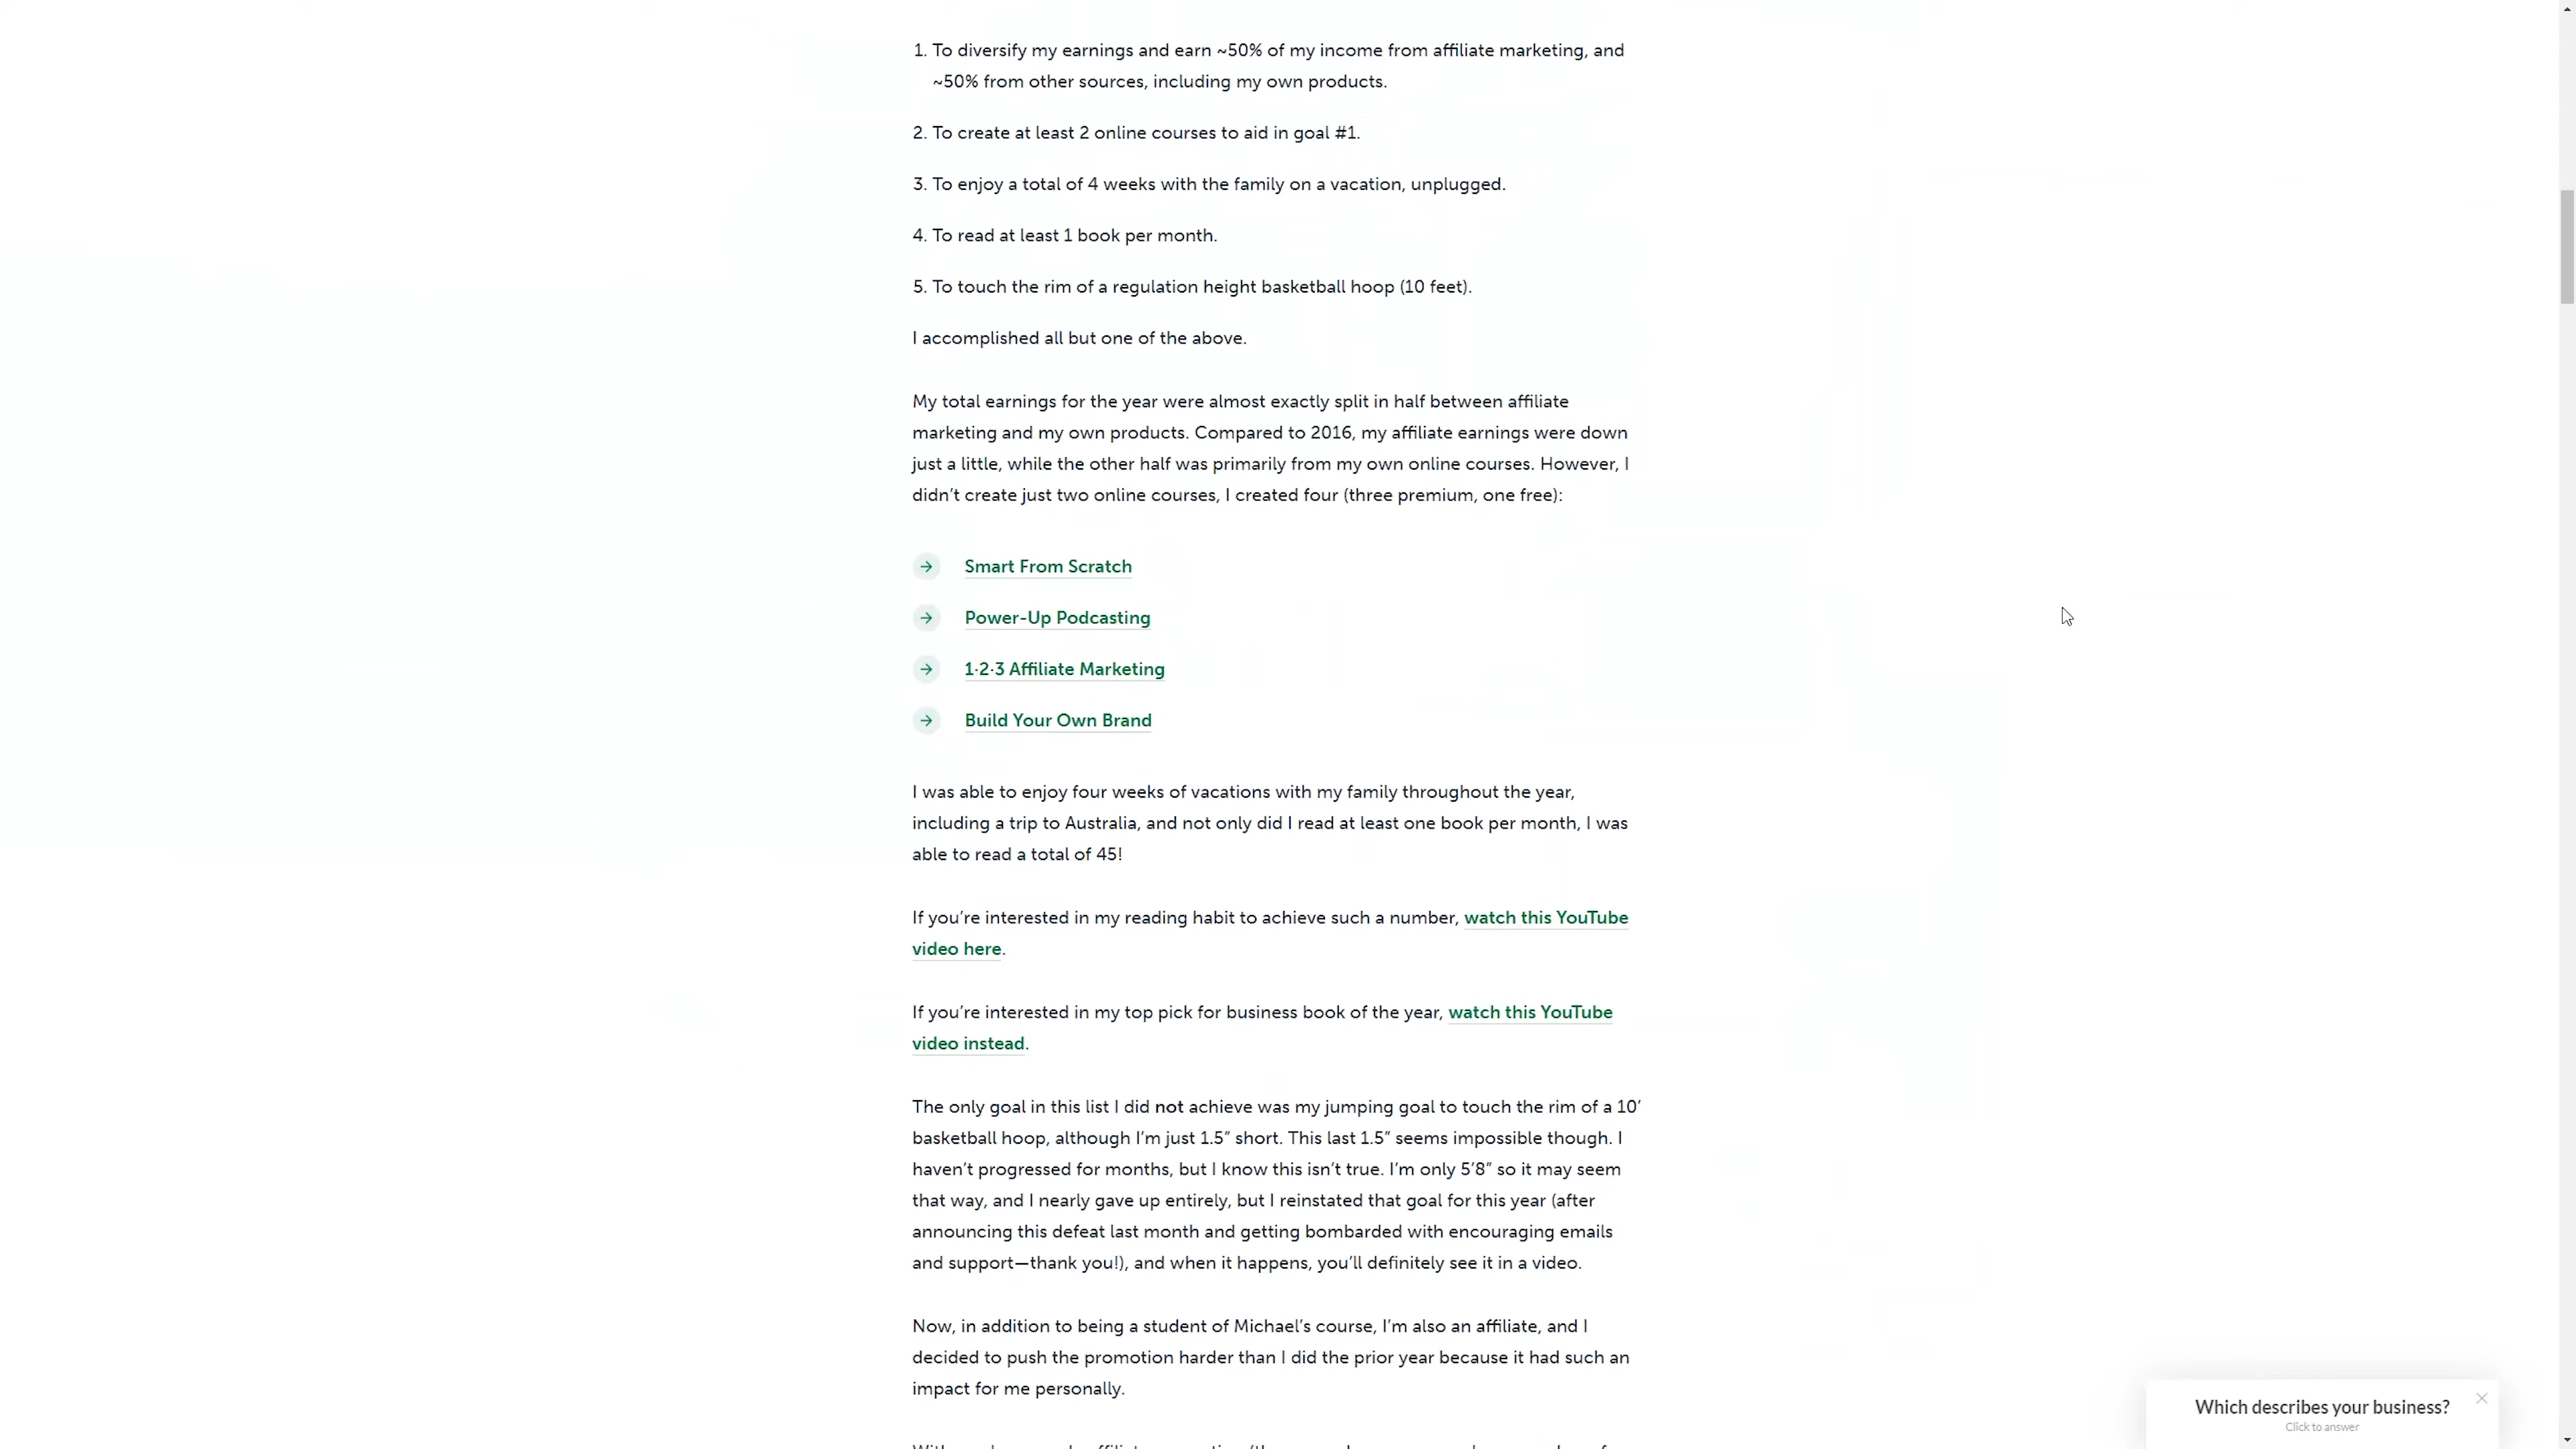 1. To diversify my earnings and earn ~50% of my income from affiliate marketing, and
~50% from other sources, including my own products.
2. To create at least 2 online courses to aid in goal #1.
3. To enjoy a total of 4 weeks with the family on a vacation, unplugged.
4. To read at least 1 book per month.
5. To touch the rim of a regulation height basketball hoop (10 feet).
I accomplished all but one of the above.
My total earnings for the year were almost exactly split in half between affiliate
marketing and my own products. Compared to 2016, my affiliate earnings were down
just a little, while the other half was primarily from my own online courses. However, I
didn’t create just two online courses, I created four (three premium, one free):
Smart From Scratch
Power-Up Podcasting
1·2·3 Affiliate Marketing
Build Your Own Brand
I was able to enjoy four weeks of vacations with my family throughout the year,
including a trip to Australia, and not only did I read at least one book per month, I was
able to read a total of 45!
If you’re interested in my reading habit to achieve such a number, watch this YouTube
video here.
If you’re interested in my top pick for business book of the year, watch this YouTube
video instead.
The only goal in this list I did not achieve was my jumping goal to touch the rim of a 10’
basketball hoop, although I’m just 1.5” short. This last 1.5” seems impossible though. I
haven’t progressed for months, but I know this isn’t true. I’m only 5’8” so it may seem
that way, and I nearly gave up entirely, but I reinstated that goal for this year (after
announcing this defeat last month and getting bombarded with encouraging emails
and support—thank you!), and when it happens, you’ll definitely see it in a video.
Now, in addition to being a student of Michael’s course, I’m also an affiliate, and I
decided to push the promotion harder than I did the prior year because it had such an
impact for me personally.
Which describes your business?
Click to answer